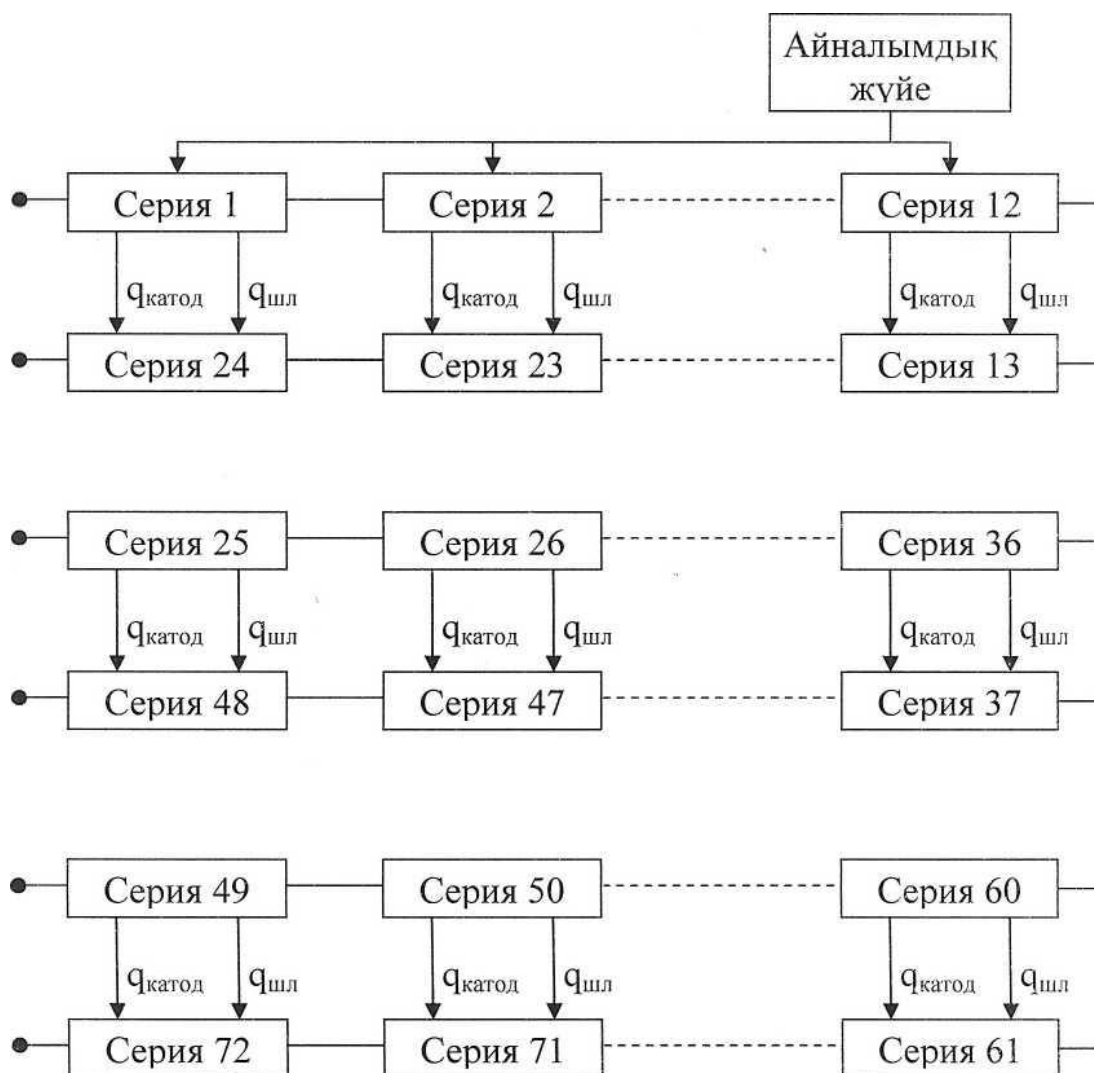 Айналымдық
жүйе
Серия 1
Серия 2
Серия 12
qкатод
qшл
qкатод
qшл
qкатод
qшл
Серия 24
Серия 23
Серия 13
Серия 25
Серия 26
Серия 36
qкатод
qшл
qкатод
qшл
qкатод
qшл
Серия 48
Серия 47
Серия 37
Серия 49
Серия 50
Серия 60
qкатод
qшл
qкатод
qшл
qкатод
qшл
Серия 72
Серия 71
Серия 61